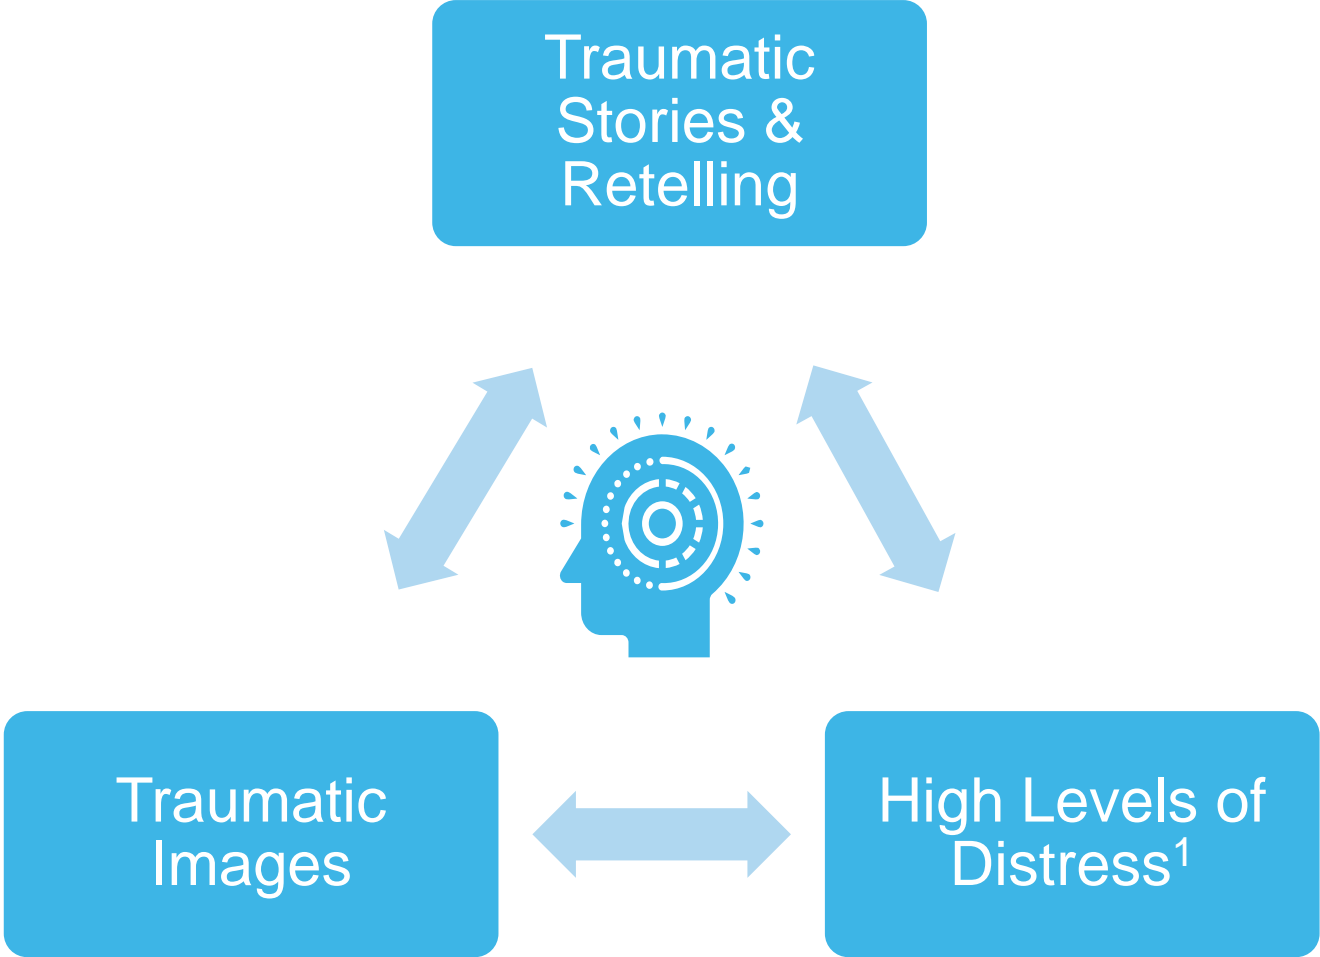 Traumatic
Stories &
Retelling
Traumatic
Images
High Levels of
Distress¹